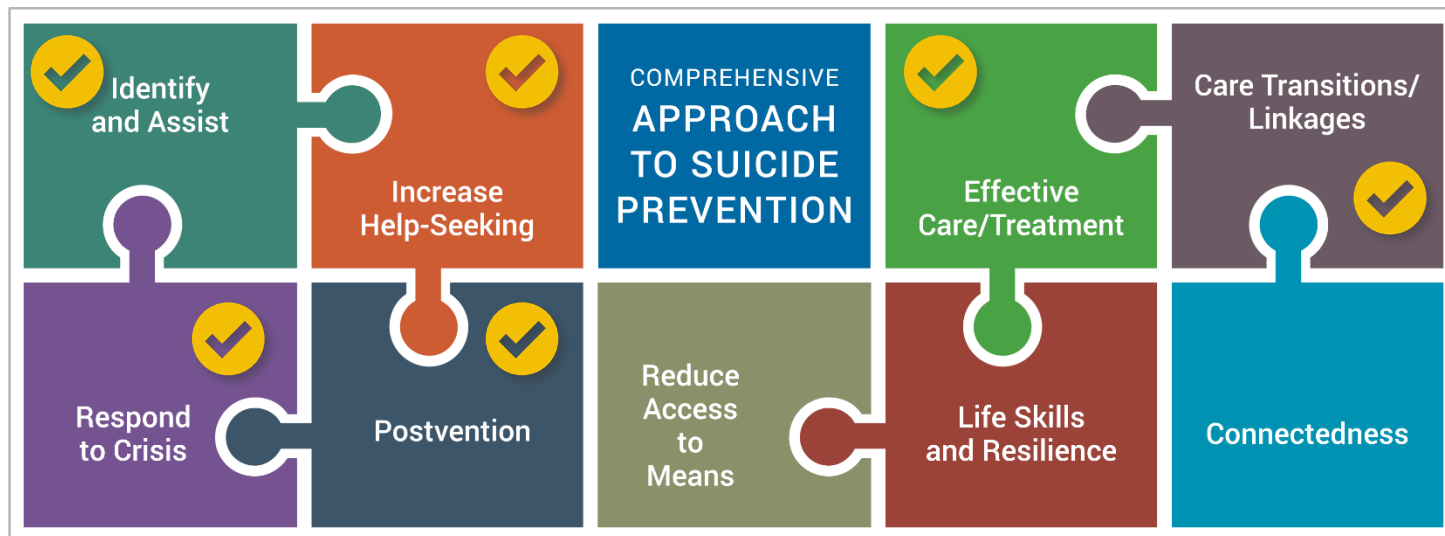 Identify
and Assist
Increase
Help-Seeking
COMPREHENSIVE
APPROACH
TO SUICIDE
PREVENTION
Effective
Care/Treatment
Care Transitions/
Linkages
Respond
to Crisis
Postvention
Reduce
Access
to
Means
Life Skills
and Resilience
Connectedness